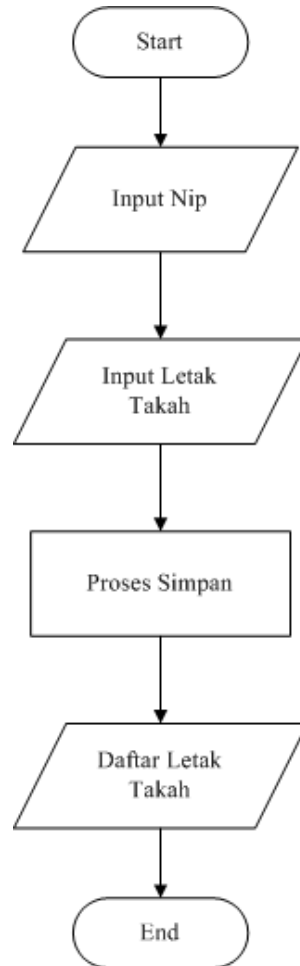 Start
Input Nip
Input Letak
Takah
Proses Simpan
Daftar Letak
Takah
End